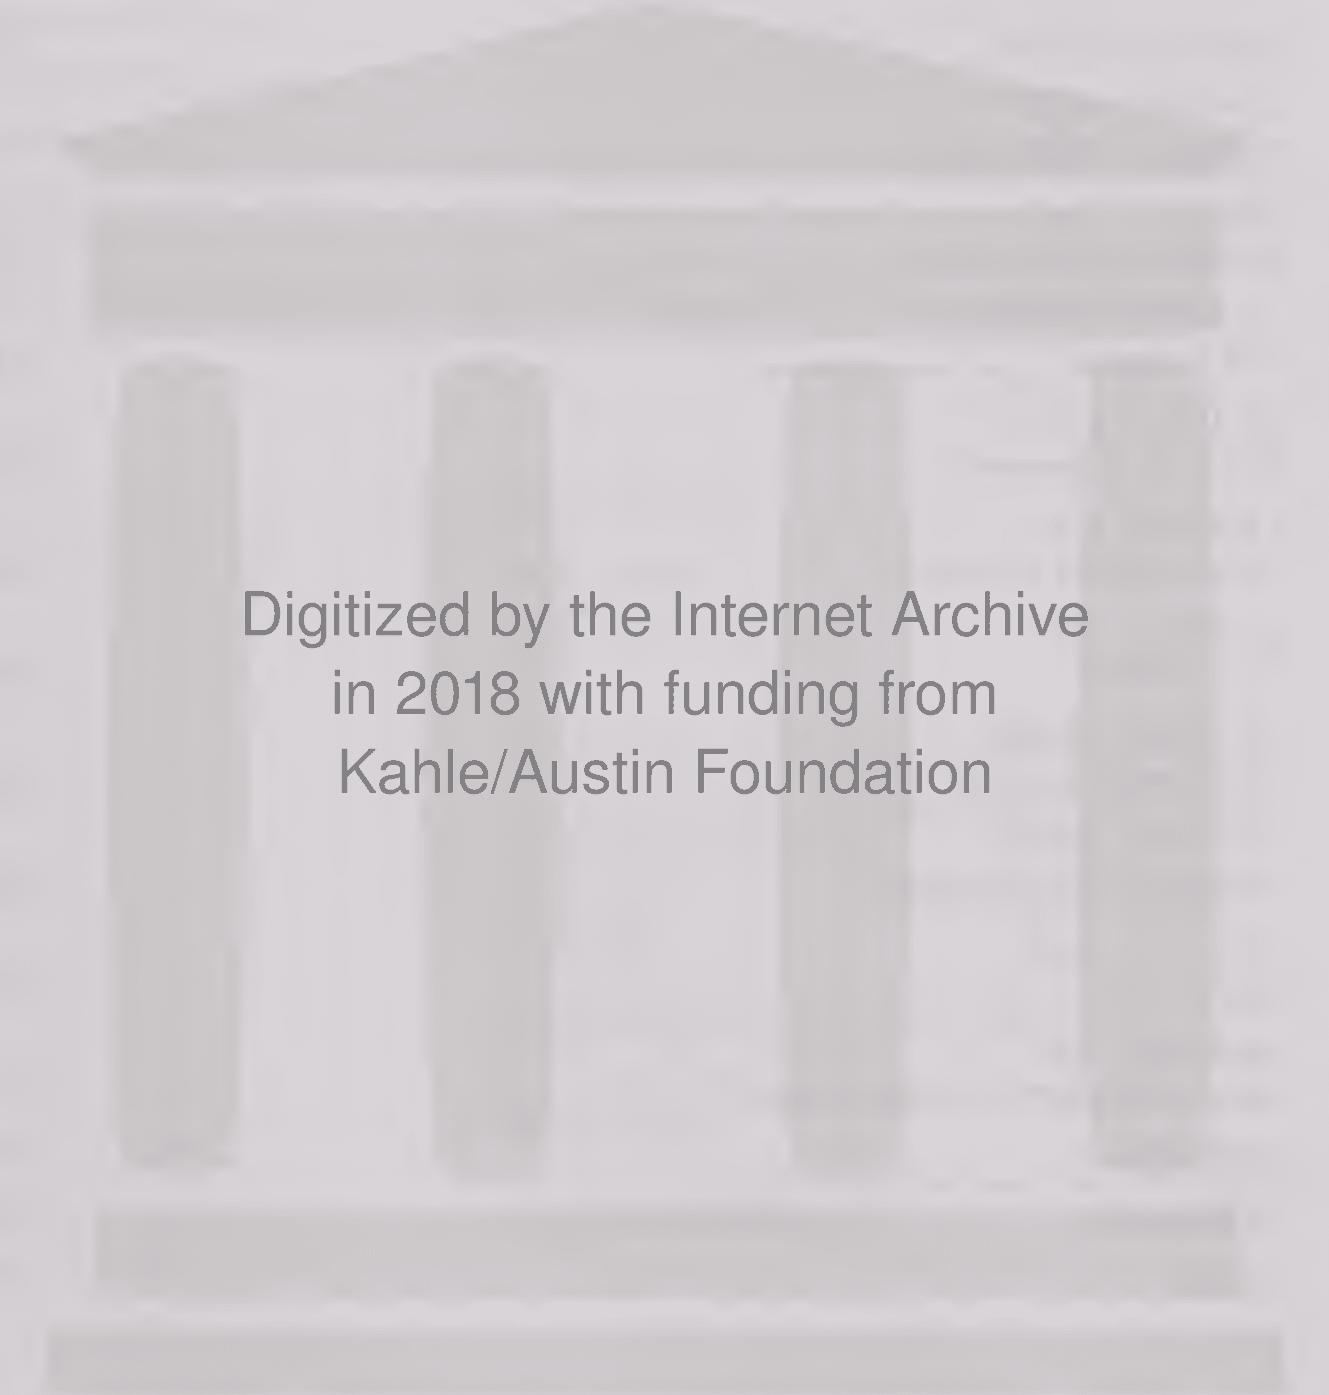 Digitized by the Internet Archive
in 2018 with funding from
Kahle/Austin Foundation